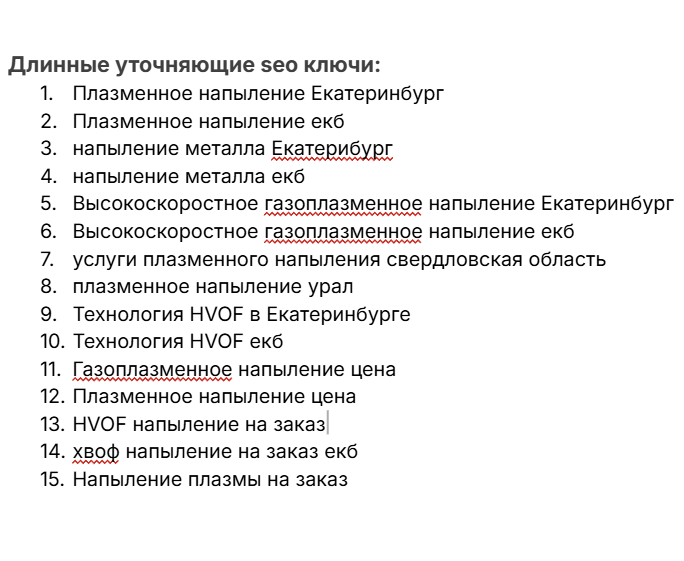 Длинные уточняющие seo ключи:
1. Плазменное напыление Екатеринбург
2. Плазменное напыление екб
3. напыление металла Екатерибург
4. напыление металла екб
5. Высокоскоростное газоплазменное напыление Екатеринбург
6. Высокоскоростное газоплазменное напыление екб
7. услуги плазменного напыления свердловская область
8. плазменное напыление урал
9. Технология HVOF в Екатеринбурге
10. Технология HVOF екб
11. Газоплазменное напыление цена
12. Плазменное напыление цена
13. HVOF напыление на заказ
14. хвоф напыление на заказ екб
15. Напыление плазмы на заказ